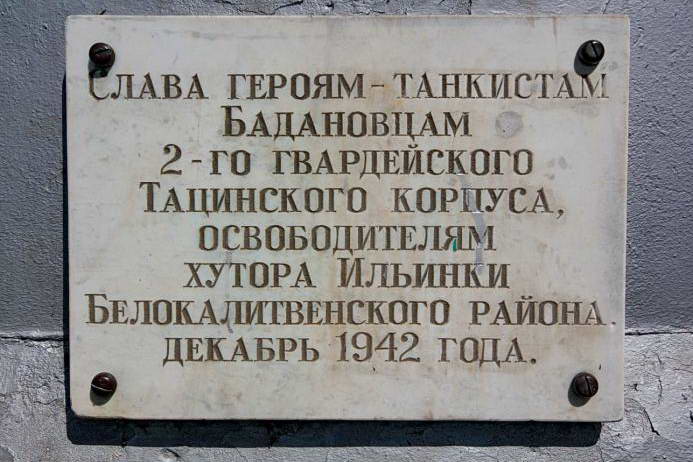 СЛАВА ГЕРОЯМ-ТАНКИСТАМ
БАДАНОВЦАМ
2-ГО ГВАРДЕЙСКОГО
ТАЦИНСКОГО КОРПУСА,
ОСВОБОДИТЕЛЯМ
ХУТОРА ИЛЬИНКИ
БЕЛОКАЛИТВЕНСКОГО РАЙОНА.
ДЕКАБРЬ 1942 ГОДА.